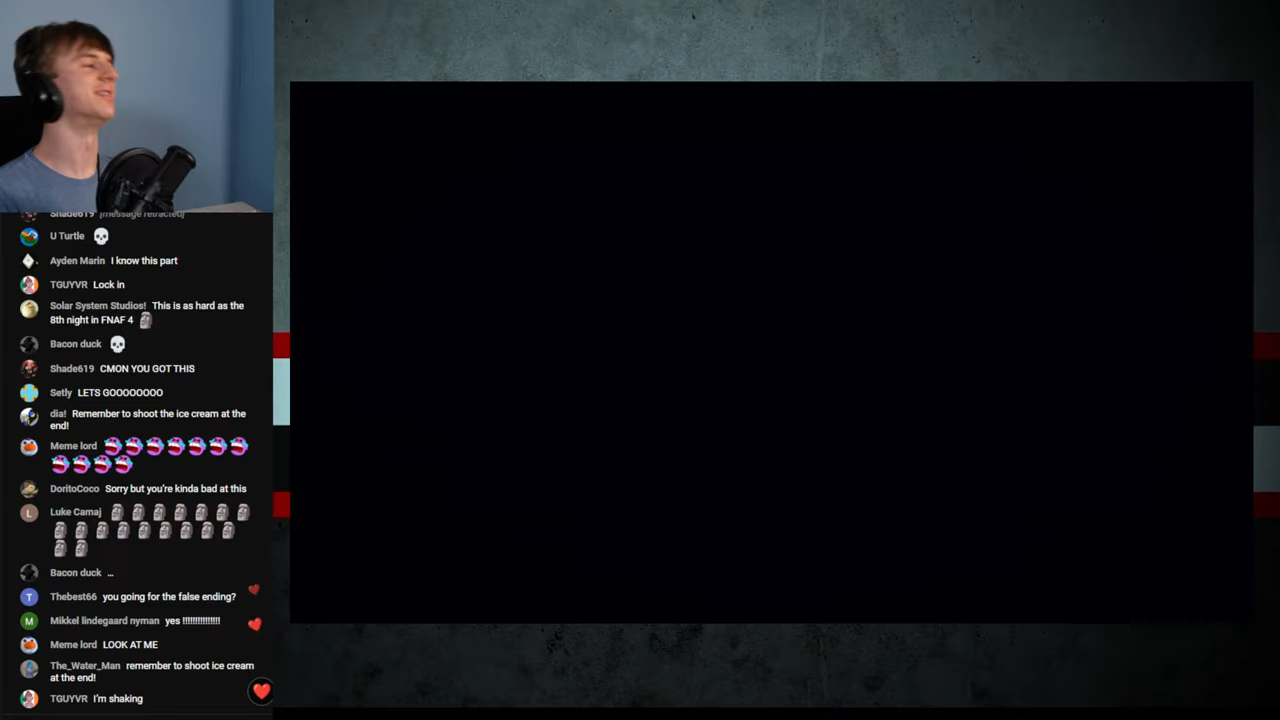 Shade619 [message retracted]
U Turtle
Ayden Marin I know this part
TGUYVR Lock in
Solar System Studios! This is as hard as the
8th night in FNAF 4
Bacon duck
Shade619 CMON YOU GOT THIS
Setly LETS GOOOOOOOO
dia! Remember to shoot the ice cream at the
end!
Meme lord
DoritoCoco Sorry but you're kinda bad at this
L Luke Camaj
Bacon duck ...
T Thebest66 you going for the false ending?
M Mikkel lindegaard nyman yes !!!!!!!!!!!!!!!
Meme lord LOOK AT ME
The_Water_Man remember to shoot ice cream
at the end!
TGUYVR I'm shaking